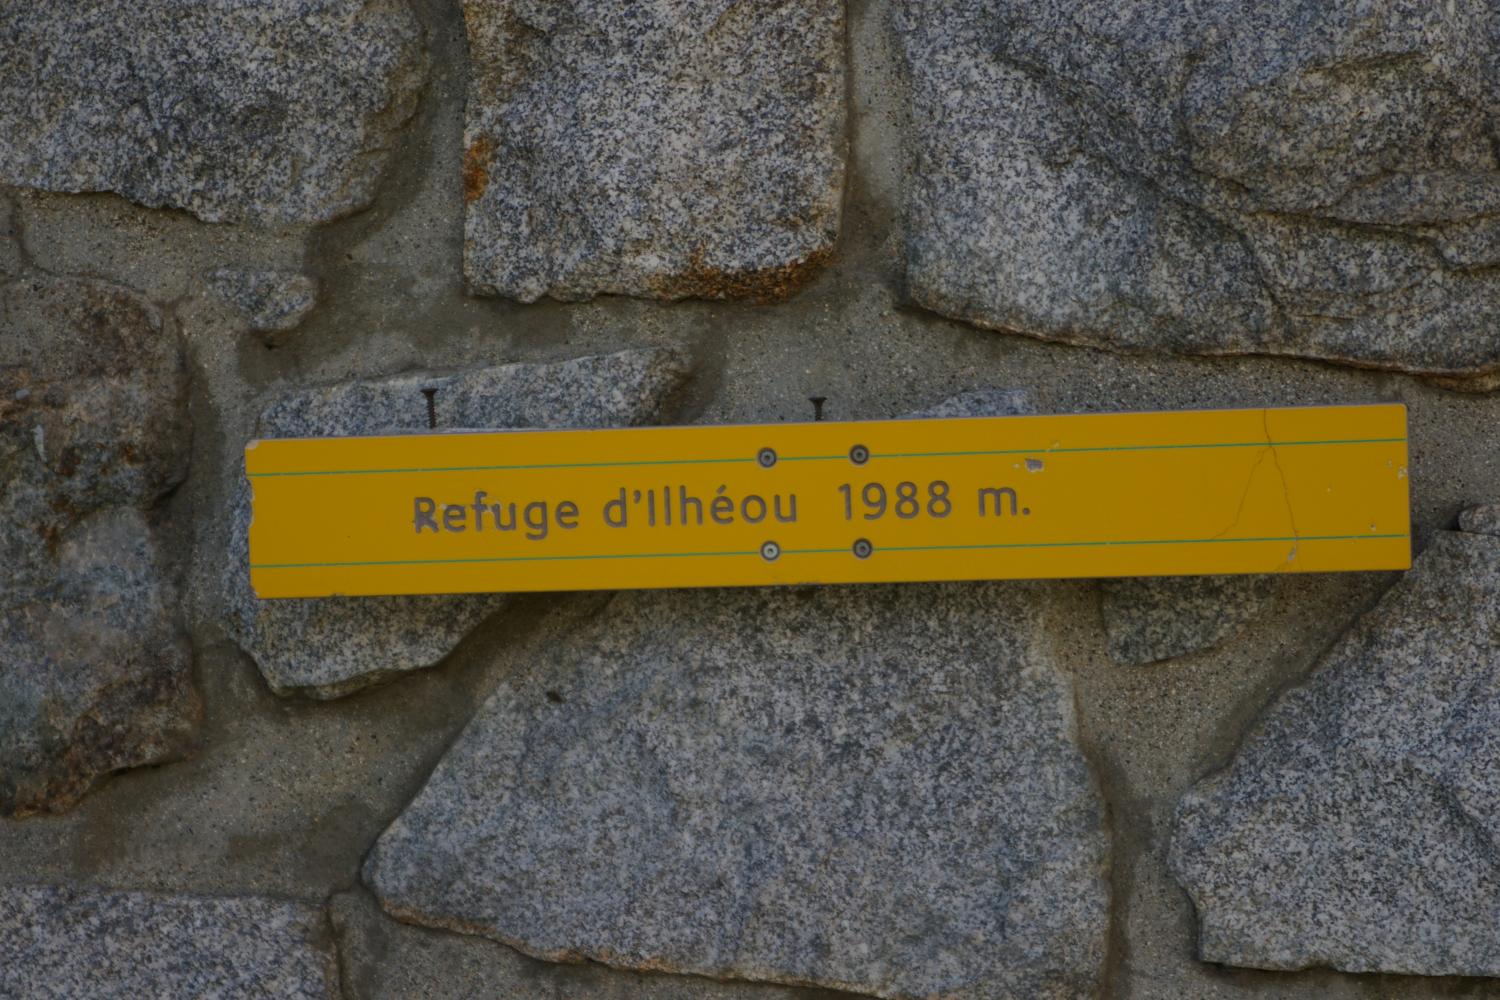 Refuge d'Ilhéou 1988 m.